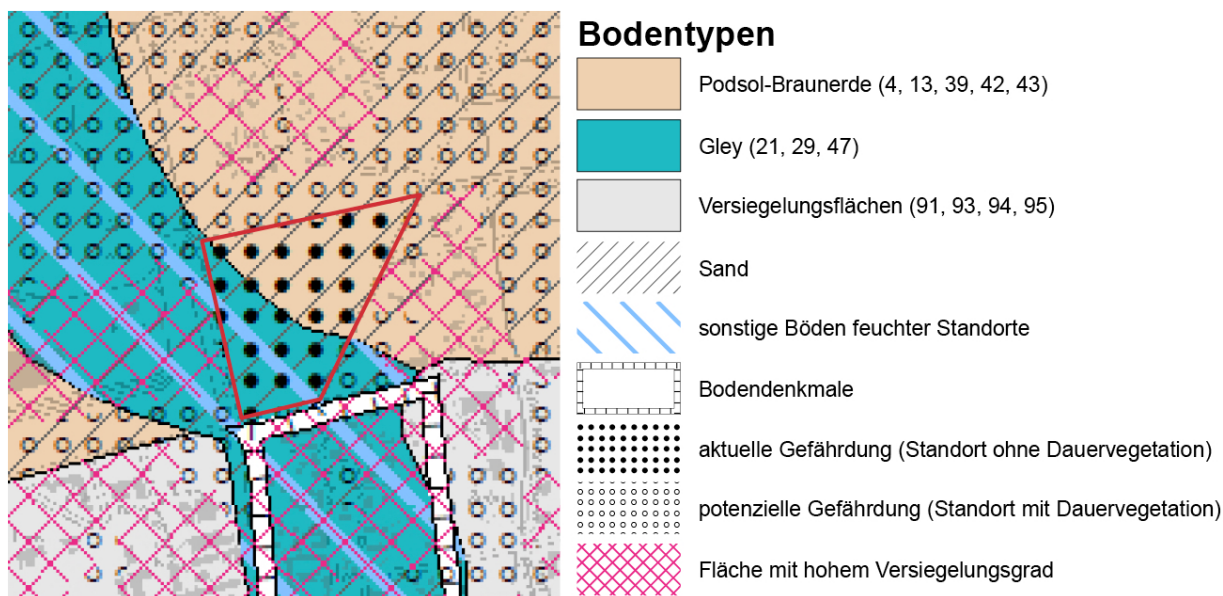 Bodentypen
Podsol-Braunerde (4, 13, 39, 42, 43)
Gley (21, 29, 47)
Versiegelungsflächen (91, 93, 94, 95)
Sand
sonstige Böden feuchter Standorte
Bodendenkmale
aktuelle Gefährdung (Standort ohne Dauervegetation)
potenzielle Gefährdung (Standort mit Dauervegetation)
Fläche mit hohem Versiegelungsgrad